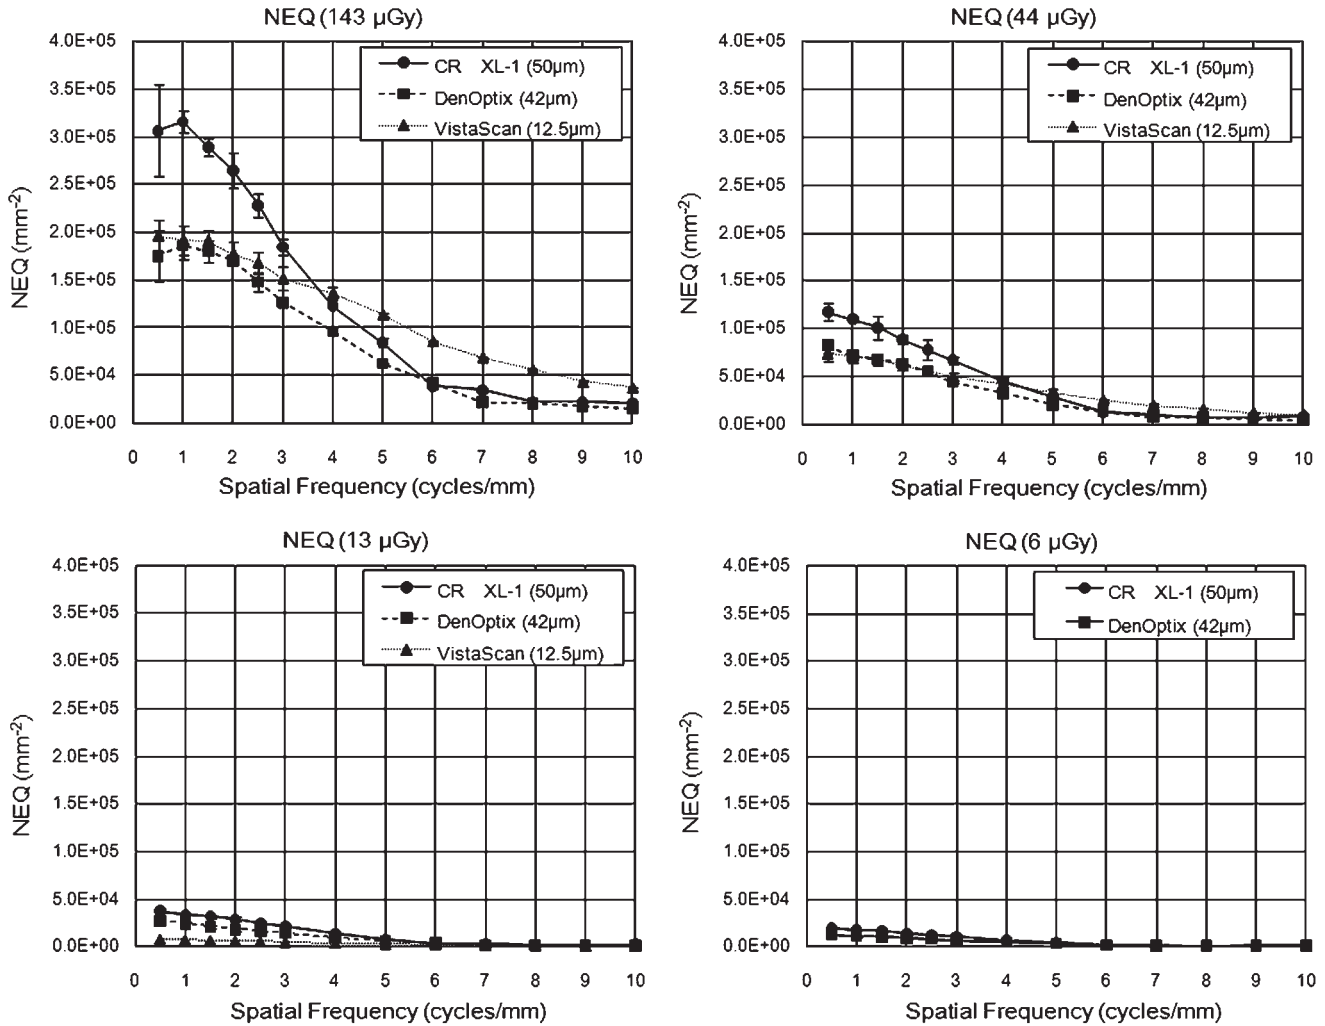 NEQ (143 µGy)
4.0E+05
3.5E+05
3.0E+05
2.5E+05
2.0E+05
1.5E+05
1.0E+05
5.0E+04
0.0E+00
NEQ (mm-2)
CR XL-1 (50µm)
DenOptix (42µm)
VistaScan (12.5µm)
0 1 2 3 4 5 6 7 8 9 10
Spatial Frequency (cycles/mm)
NEQ (44 µGy)
4.0E+05
3.5E+05
3.0E+05
2.5E+05
2.0E+05
1.5E+05
1.0E+05
5.0E+04
0.0E+00
NEQ (mm-2)
CR XL-1 (50µm)
DenOptix (42µm)
VistaScan (12.5µm)
0 1 2 3 4 5 6 7 8 9 10
Spatial Frequency (cycles/mm)
NEQ (13 µGy)
4.0E+05
3.5E+05
3.0E+05
2.5E+05
2.0E+05
1.5E+05
1.0E+05
5.0E+04
0.0E+00
NEQ (mm-2)
CR XL-1 (50µm)
DenOptix (42µm)
VistaScan (12.5µm)
0 1 2 3 4 5 6 7 8 9 10
Spatial Frequency (cycles/mm)
NEQ (6 µGy)
4.0E+05
3.5E+05
3.0E+05
2.5E+05
2.0E+05
1.5E+05
1.0E+05
5.0E+04
0.0E+00
NEQ (mm-2)
CR XL-1 (50µm)
DenOptix (42µm)
0 1 2 3 4 5 6 7 8 9 10
Spatial Frequency (cycles/mm)